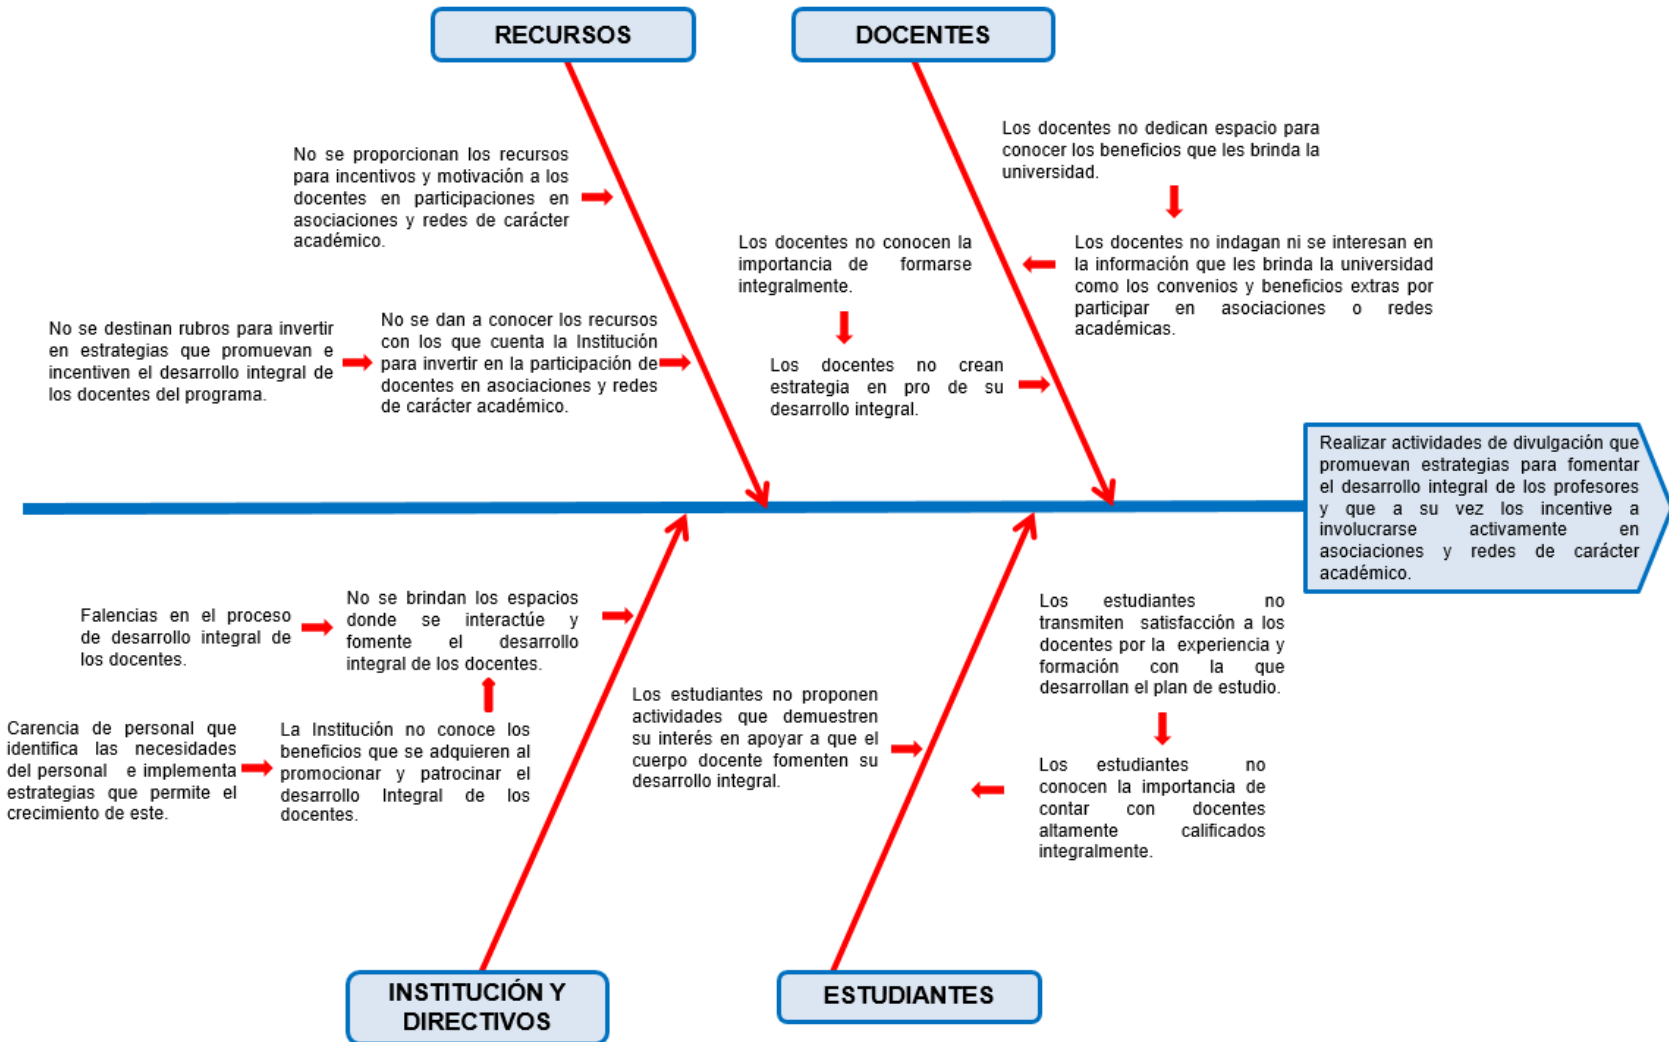 RECURSOS
DOCENTES
No se proporcionan los recursos
para incentivos y motivación a los
docentes en participaciones en
asociaciones y redes de carácter
académico.
No se destinan rubros para invertir
en estrategias que promuevan e
incentiven el desarrollo integral de
los docentes del programa.
No se dan a conocer los recursos
con los que cuenta la Institución
para invertir en la participación de
docentes en asociaciones y redes
de carácter académico.
Los docentes no dedican espacio para
conocer los beneficios que les brinda la
universidad.
Los docentes no indagan ni se interesan en
la información que les brinda la universidad
como los convenios y beneficios extras por
participar en asociaciones o redes
académicas.
Los docentes no conocen la
importancia de formarse
integralmente.
Los docentes no crean
estrategia en pro de su
desarrollo integral.
Realizar actividades de divulgación que
promuevan estrategias para fomentar
el desarrollo integral de los profesores
y que a su vez los incentive a
involucrarse activamente en
asociaciones y redes de carácter
académico.
Falencias en el proceso
de desarrollo integral de
los docentes.
No se brindan los espacios
donde se interactúe y
fomente el desarrollo
integral de los docentes.
Carencia de personal que
identifica las necesidades
del personal e implementa
estrategias que permite el
crecimiento de este.
La Institución no conoce los
beneficios que se adquieren al
promocionar y patrocinar el
desarrollo Integral de los
docentes.
Los estudiantes no proponen
actividades que demuestren
su interés en apoyar a que el
cuerpo docente fomenten su
desarrollo integral.
Los estudiantes no
transmiten satisfacción a los
docentes por la experiencia y
formación con la que
desarrollan el plan de estudio.
Los estudiantes no
conocen la importancia de
contar con docentes
altamente calificados
integralmente.
INSTITUCIÓN Y
DIRECTIVOS
ESTUDIANTES